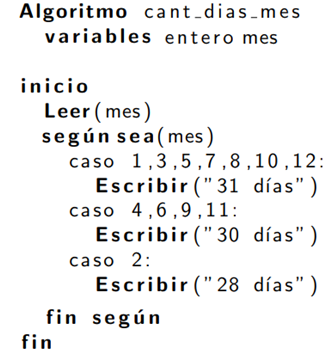 Algoritmo cant_dias_mes
variables entero mes
inicio
Leer(mes)
según sea(mes)
caso 1,3,5,7,8,10,12:
Escribir("31 días")
caso 4,6,9,11:
Escribir("30 días")
caso 2:
Escribir("28 días")
fin según
fin